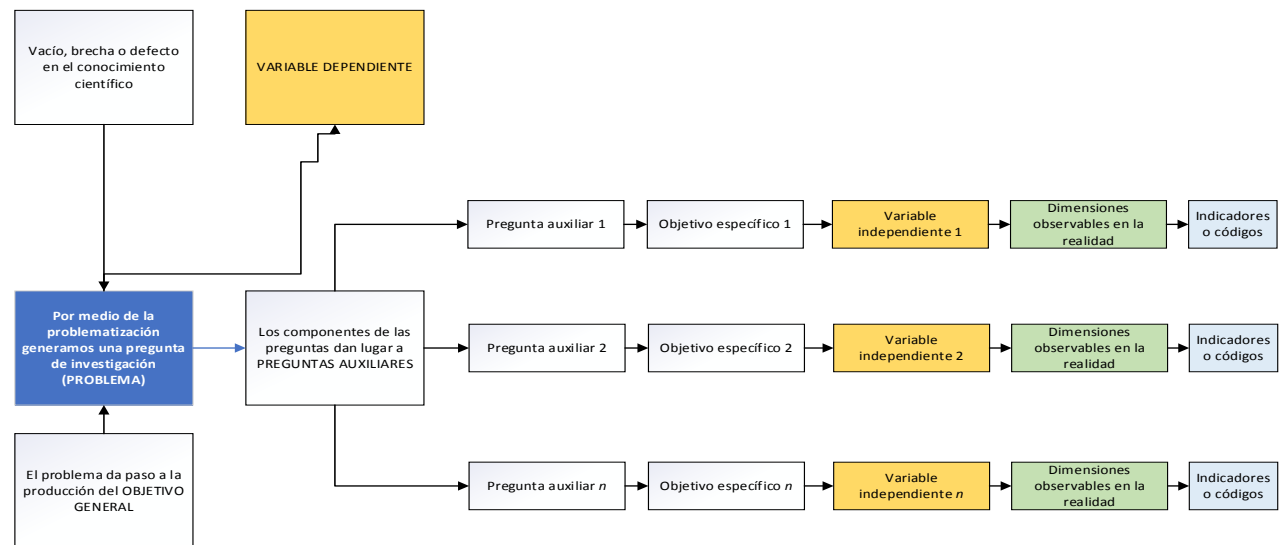 Vacío, brecha o defecto
en el conocimiento
científico
VARIABLE DEPENDIENTE
Pregunta auxiliar 1
Objetivo específico 1
Variable
independiente 1
Dimensiones
observables en la
realidad
Indicadores
o códigos
Por medio de la
problematización
generamos una pregunta
de investigación
(PROBLEMA)
Los componentes de las
preguntas dan lugar a
PREGUNTAS AUXILIARES
Pregunta auxiliar 2
Objetivo específico 2
Variable
independiente 2
Dimensiones
observables en la
realidad
Indicadores
o códigos
El problema da paso a la
producción del OBJETIVO
GENERAL
Pregunta auxiliar n
Objetivo específico n
Variable
independiente n
Dimensiones
observables en la
realidad
Indicadores
o códigos